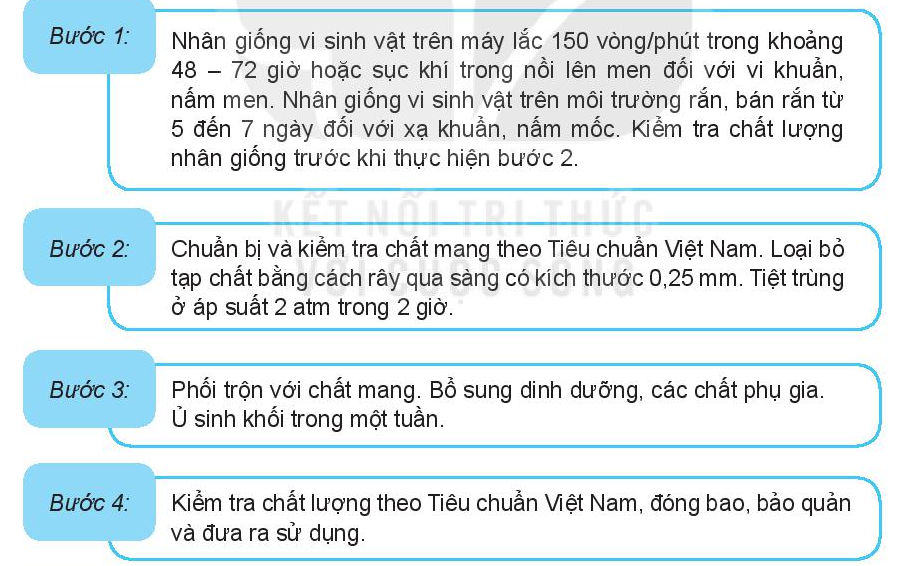 Bước 1:
Nhân giống vi sinh vật trên máy lắc 150 vòng/phút trong khoảng
48 – 72 giờ hoặc sục khí trong nồi lên men đối với vi khuẩn,
nấm men. Nhân giống vi sinh vật trên môi trường rắn, bán rắn từ
5 đến 7 ngày đối với xạ khuẩn, nấm mốc. Kiểm tra chất lượng
nhân giống trước khi thực hiện bước 2.
KẾT NỐI TRI THỨC
Bước 2:
Chuẩn bị và kiểm tra chất mang theo Tiêu chuẩn Việt Nam. Loại bỏ
tạp chất bằng cách rây qua sàng có kích thước 0,25 mm. Tiệt trùng
VỚI CUỘC SỐNG
ở áp suất 2 atm trong 2 giờ.
Bước 3:
Phối trộn với chất mang. Bổ sung dinh dưỡng, các chất phụ gia.
Ủ sinh khối trong một tuần.
Bước 4:
Kiểm tra chất lượng theo Tiêu chuẩn Việt Nam, đóng bao, bảo quản
và đưa ra sử dụng.